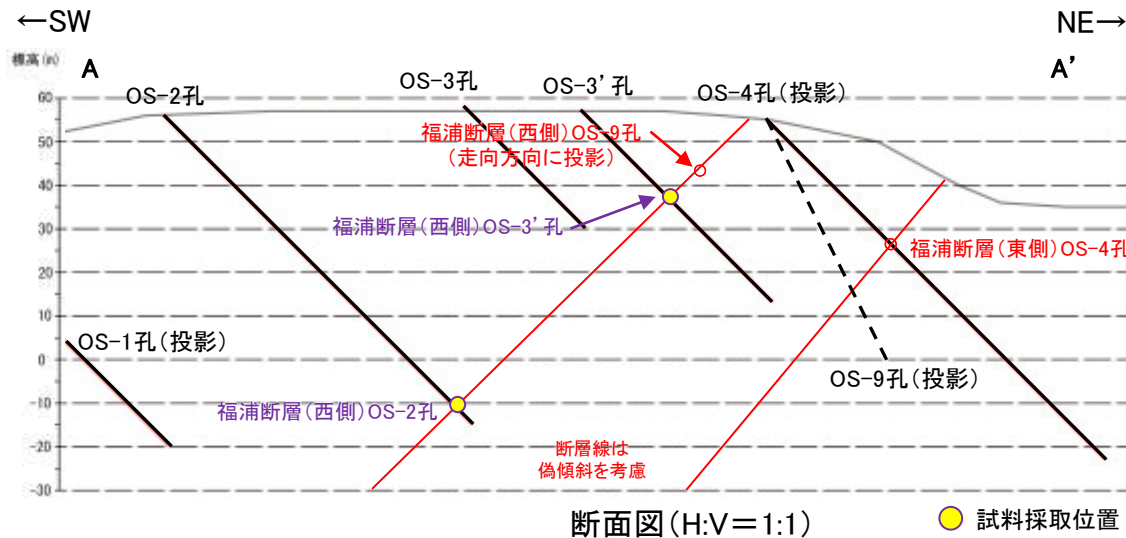 ←SW
NE→
標高(m)
A
A'
OS-2孔
OS-3孔
OS-3'孔
OS-4孔(投影)
60
50
40
30
20
10
0
-10
-20
-30
福浦断層(西側)OS-9孔
(走向方向に投影)
福浦断層(西側)OS-3'孔
福浦断層(東側)OS-4孔
OS-1孔(投影)
OS-9孔(投影)
福浦断層(西側)OS-2孔
断層線は
偽傾斜を考慮
断面図(H:V=1:1)
試料採取位置